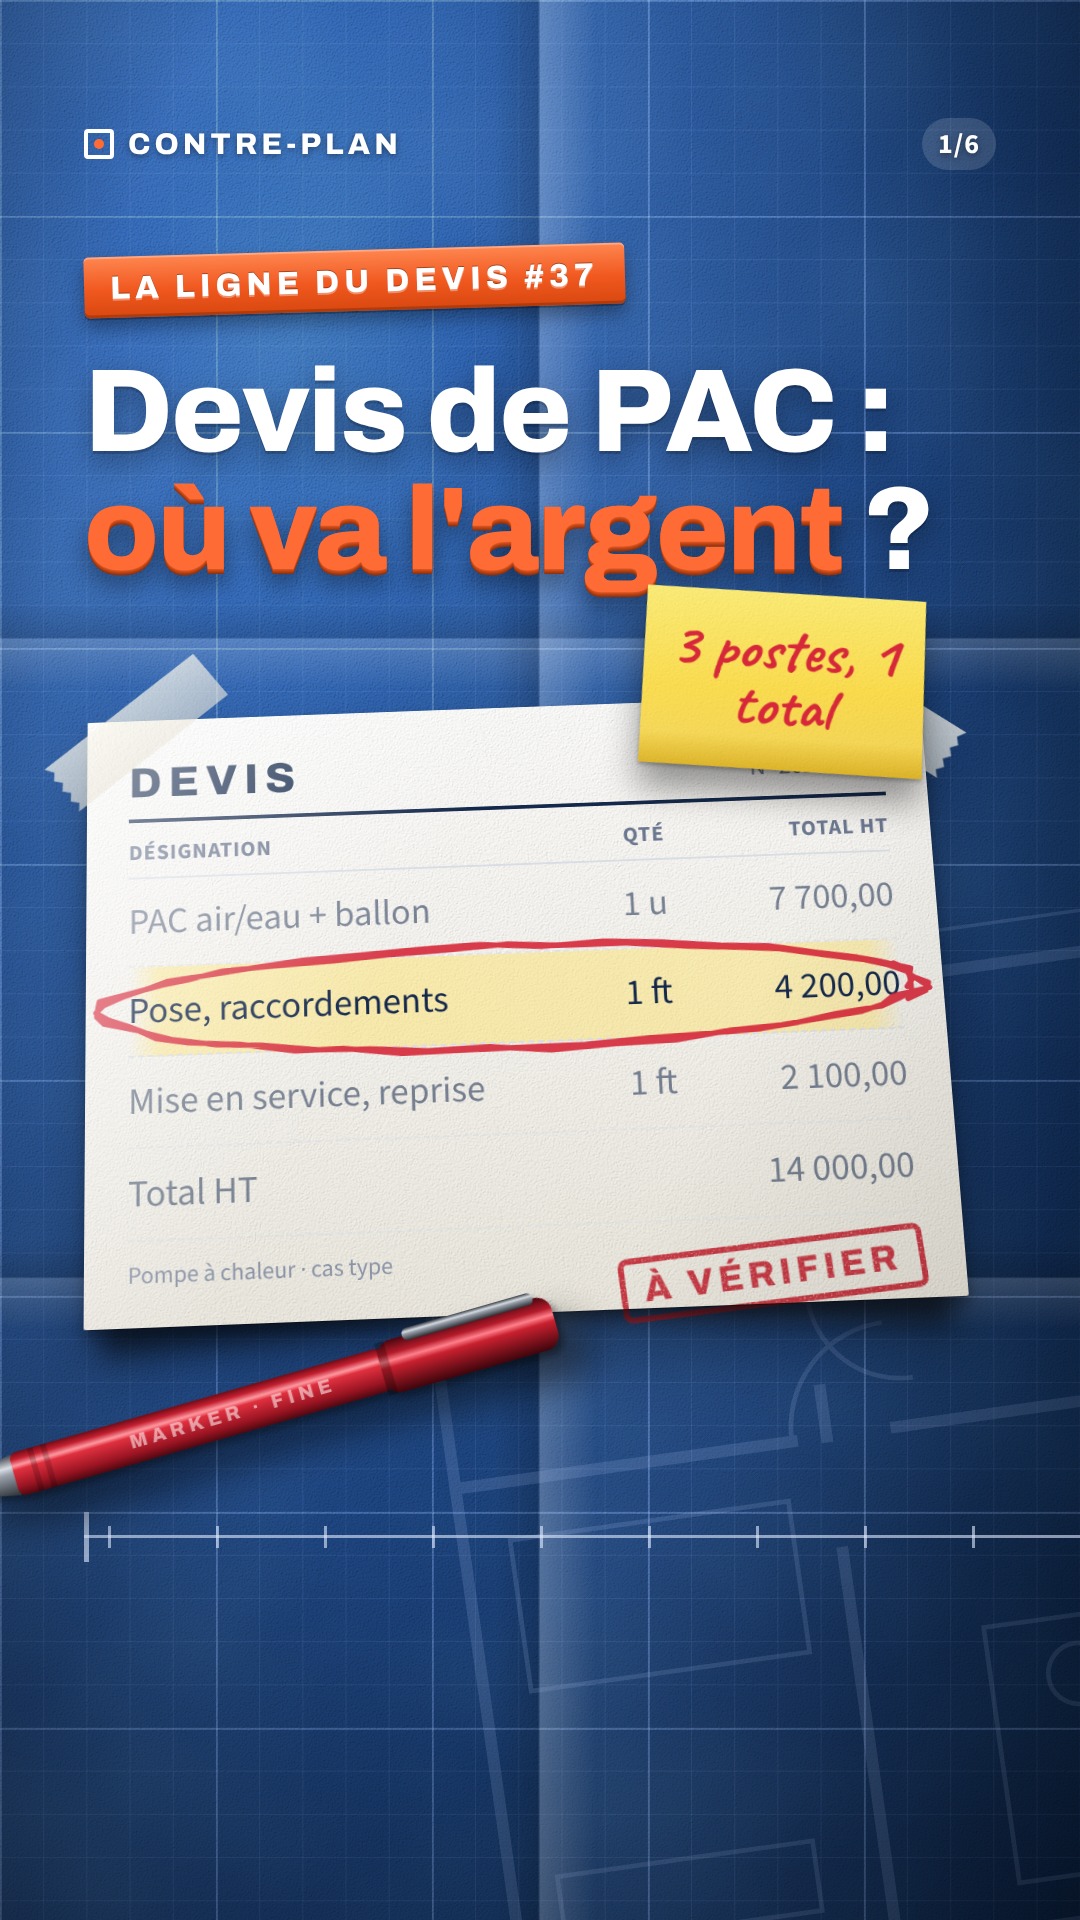 CONTRE-PLAN
1/6
LA LIGNE DU DEVIS #37
Devis de PAC :
où va l'argent ?
3 postes, 1
total
DEVIS
DÉSIGNATION QTÉ TOTAL HT
PAC air/eau + ballon 1 u 7 700,00
Pose, raccordements 1 ft 4 200,00
Mise en service, reprise 1 ft 2 100,00
Total HT 14 000,00
Pompe à chaleur · cas type
À VÉRIFIER
MARKER · FINE